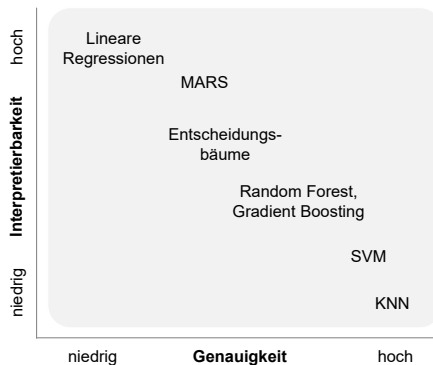 hoch
Interpretierbarkeit
niedrig
Lineare
Regressionen
MARS
Entscheidungs-
bäume
Random Forest,
Gradient Boosting
SVM
KNN
niedrig
Genauigkeit
hoch